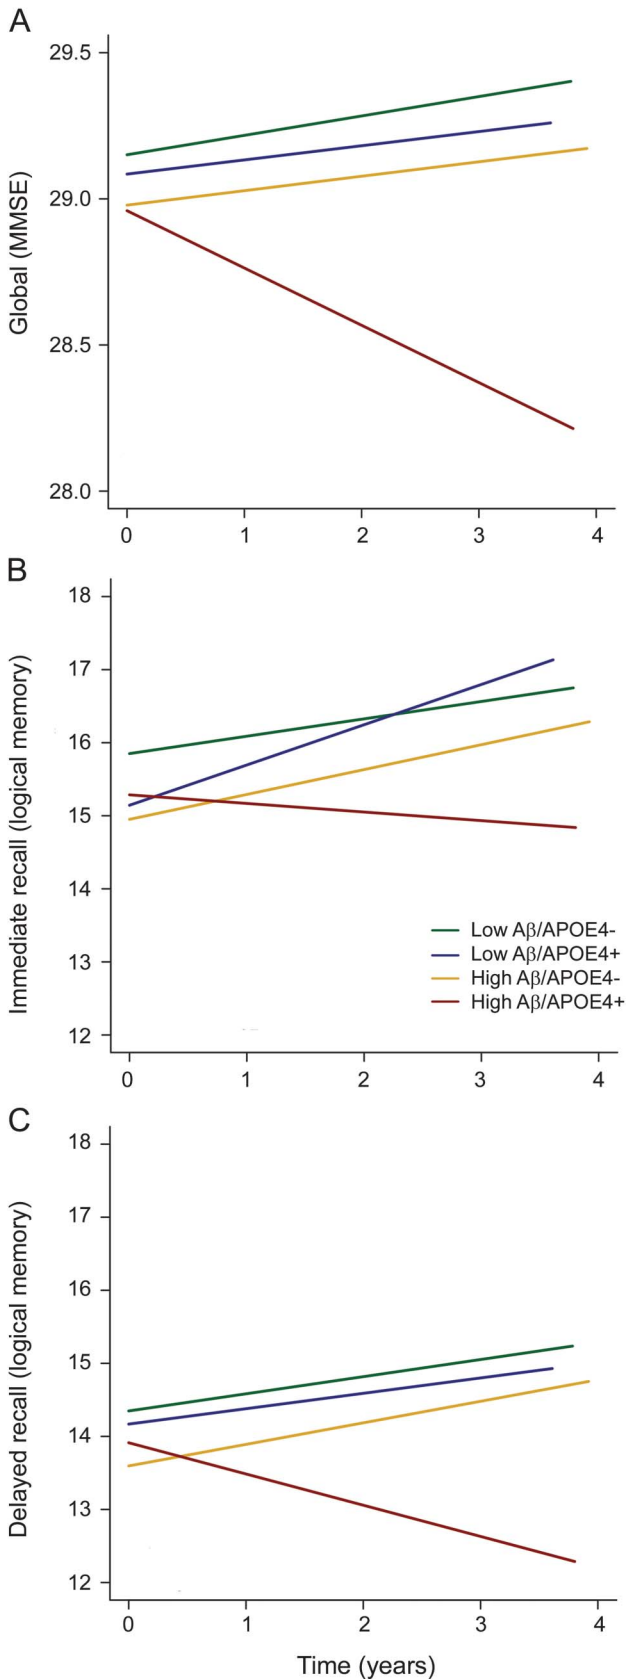 A
Global (MMSE)
29.5
29.0
28.5
28.0
0 1 2 3 4
B
Immediate recall (logical memory)
18
17
16
15
14
13
12
Low Aβ/APOE4-
Low Aβ/APOE4+
High Aβ/APOE4-
High Aβ/APOE4+
0 1 2 3 4
C
Delayed recall (logical memory)
18
17
16
15
14
13
12
0 1 2 3 4
Time (years)